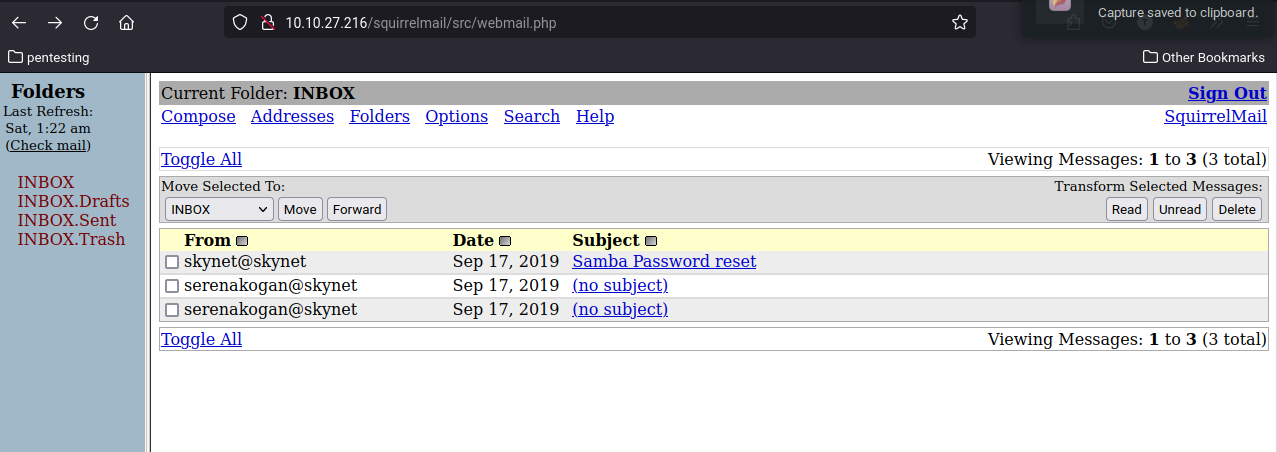 10.10.27.216/squirrelmail/src/webmail.php
Capture saved to clipboard.
pentesting
Other Bookmarks
Folders
Last Refresh:
Sat, 1:22 am
(Check mail)
INBOX
INBOX.Drafts
INBOX.Sent
INBOX.Trash
Current Folder: INBOX
Sign Out
Compose Addresses Folders Options Search Help
SquirrelMail
Toggle All
Viewing Messages: 1 to 3 (3 total)
Move Selected To:
Transform Selected Messages:
INBOX Move Forward
Read Unread Delete
From Date Subject
skynet@skynet Sep 17, 2019 Samba Password reset
serenakogan@skynet Sep 17, 2019 (no subject)
serenakogan@skynet Sep 17, 2019 (no subject)
Toggle All
Viewing Messages: 1 to 3 (3 total)